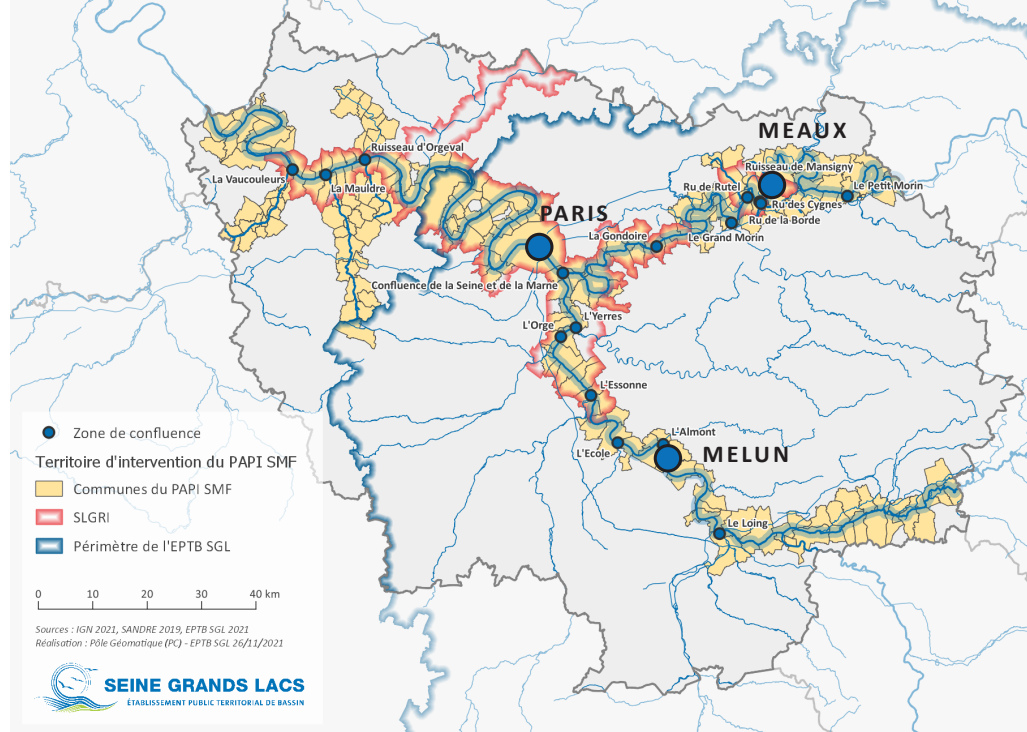 MEAUX
Ruisseau d'Orgeval
Ruisseau de Mansigny
La Vaucouleurs
La Mauldre
Ru de Rutel
Le Petit Morin
Ru des Cygnes
PARIS
Ru de la Borde
La Gondoire
Le Grand Morin
Confluence de la Seine et de la Marne
L'Yerres
L'Orge
L'Essonne
L'Almont
L'Ecole
MELUN
Le Loing
Zone de confluence
Territoire d'intervention du PAPI SMF
Communes du PAPI SMF
SLGRI
Périmètre de l'EPTB SGL
0 10 20 30 40 km
Sources : IGN 2021, SANDRE 2019, EPTB SGL 2021
Réalisation : Pôle Géomatique (PC) - EPTB SGL 26/11/2021
SEINE GRANDS LACS
ÉTABLISSEMENT PUBLIC TERRITORIAL DE BASSIN